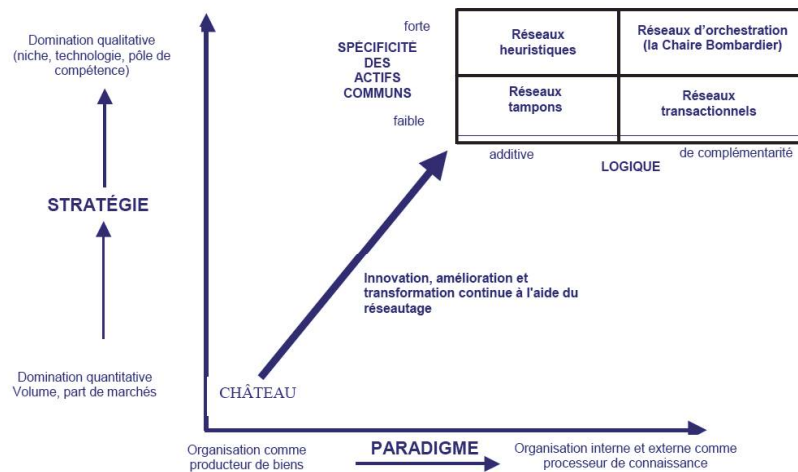 Domination qualitative
(niche, technologie, pôle de
compétence)
STRATÉGIE
Domination quantitative
Volume, part de marchés
forte
SPÉCIFICITÉ
DES
ACTIFS
COMMUNS
faible
Réseaux
heuristiques
Réseaux d'orchestration
(la Chaire Bombardier)
Réseaux
tampons
Réseaux
transactionnels
additive
de complémentarité
LOGIQUE
Innovation, amélioration et
transformation continue à l'aide du
réseautage
CHÂTEAU
Organisation comme
producteur de biens
PARADIGME
Organisation interne et externe comme
processeur de connaissance